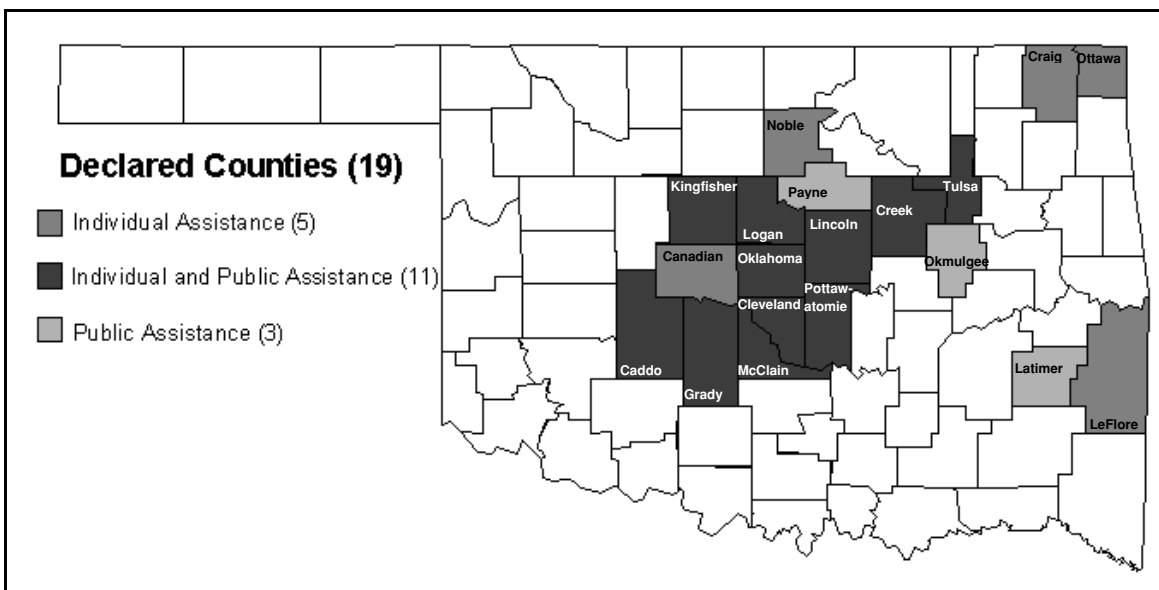 Craig
Ottawa
Noble
Declared Counties (19)
Kingfisher
Payne
Tulsa
Individual Assistance (5)
Creek
Logan
Lincoln
Canadian
Oklahoma
Okmulgee
Individual and Public Assistance (11)
Cleveland
Pottaw-
atomie
Public Assistance (3)
Caddo
McClain
Latimer
Grady
LeFlore